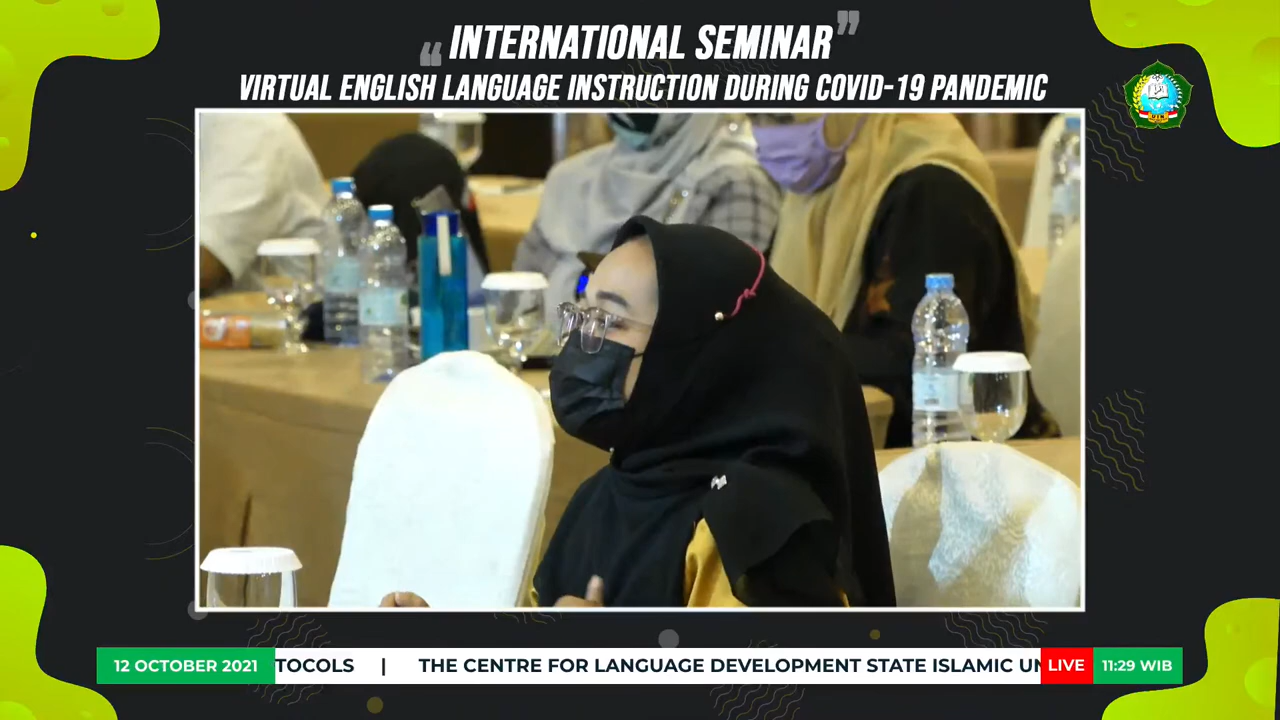 “ INTERNATIONAL SEMINAR ”
VIRTUAL ENGLISH LANGUAGE INSTRUCTION DURING COVID-19 PANDEMIC
12 OCTOBER 2021 TOCOLS | THE CENTRE FOR LANGUAGE DEVELOPMENT STATE ISLAMIC UN LIVE 11:29 WIB